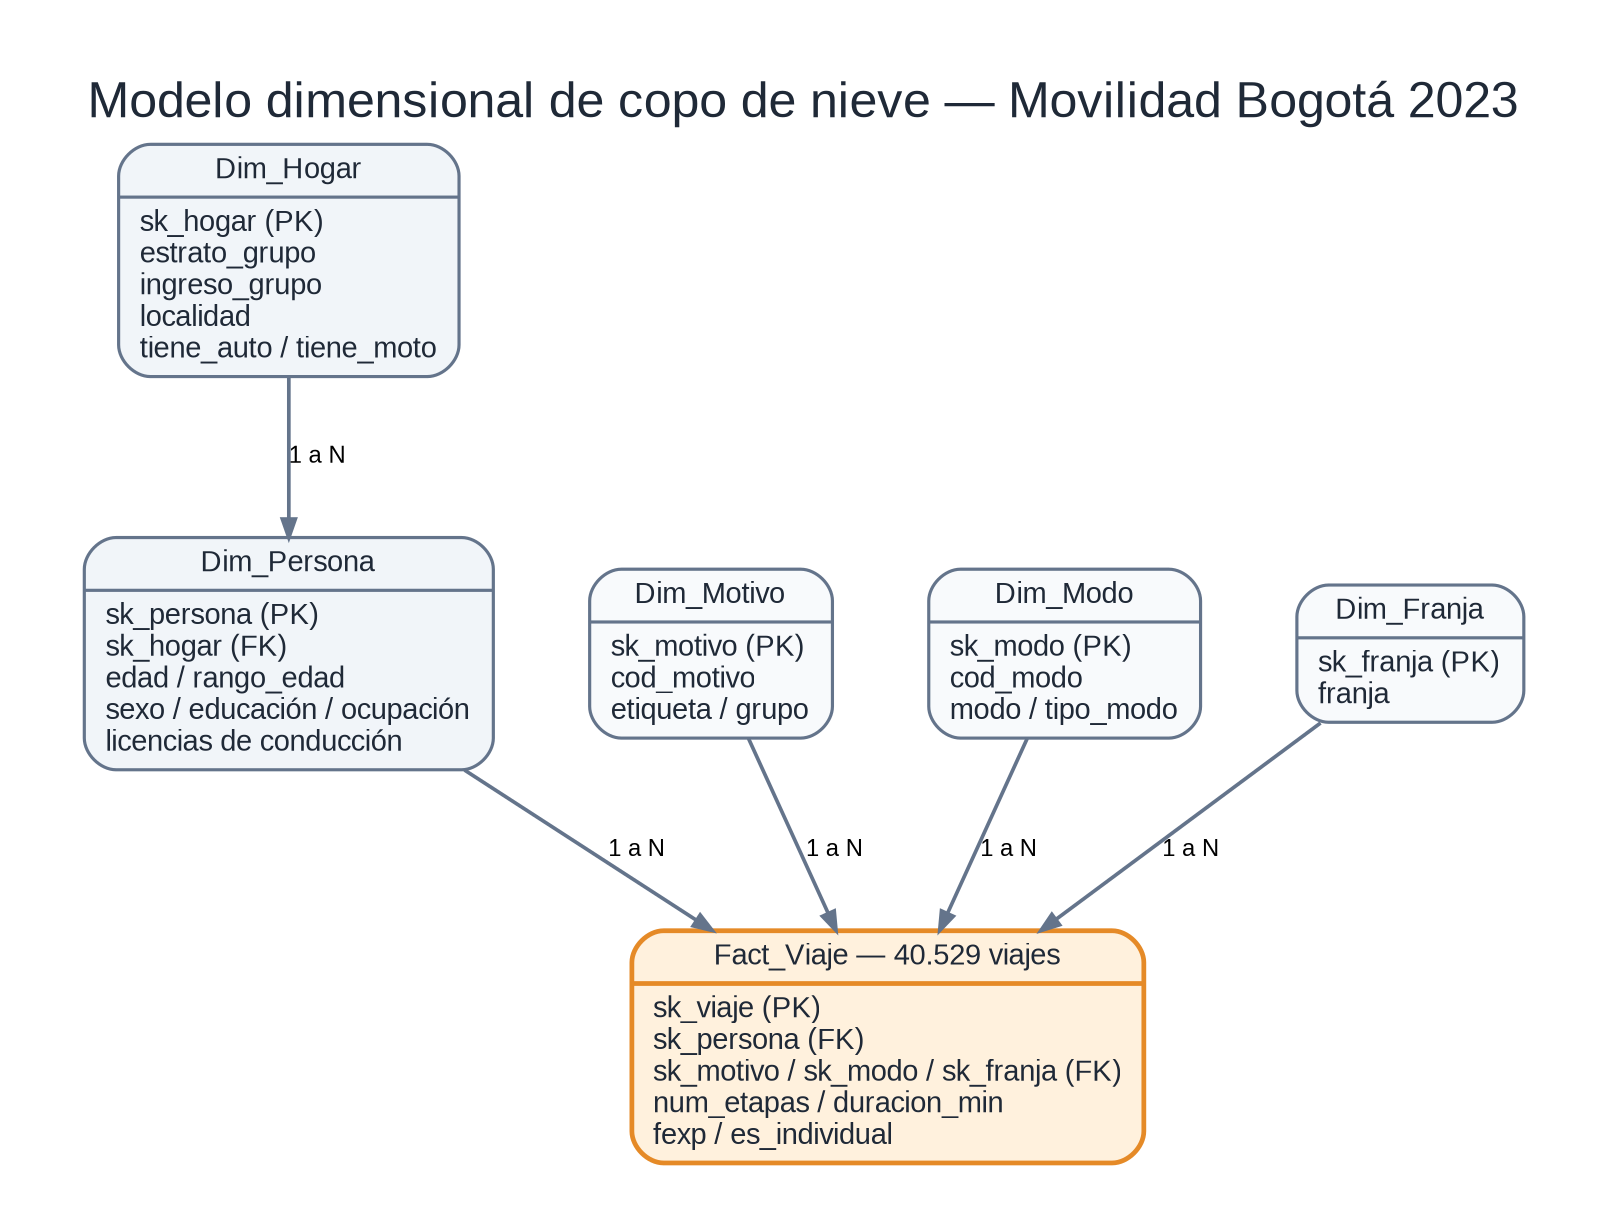 Modelo dimensional de copo de nieve — Movilidad Bogotá 2023
Dim_Hogar
sk_hogar (PK)
estrato_grupo
ingreso_grupo
localidad
tiene_auto / tiene_moto
1 a N
Dim_Persona
sk_persona (PK)
sk_hogar (FK)
edad / rango_edad
sexo / educación / ocupación
licencias de conducción
Dim_Motivo
sk_motivo (PK)
cod_motivo
etiqueta / grupo
Dim_Modo
sk_modo (PK)
cod_modo
modo / tipo_modo
Dim_Franja
sk_franja (PK)
franja
1 a N
1 a N
1 a N
1 a N
Fact_Viaje — 40.529 viajes
sk_viaje (PK)
sk_persona (FK)
sk_motivo / sk_modo / sk_franja (FK)
num_etapas / duracion_min
fexp / es_individual